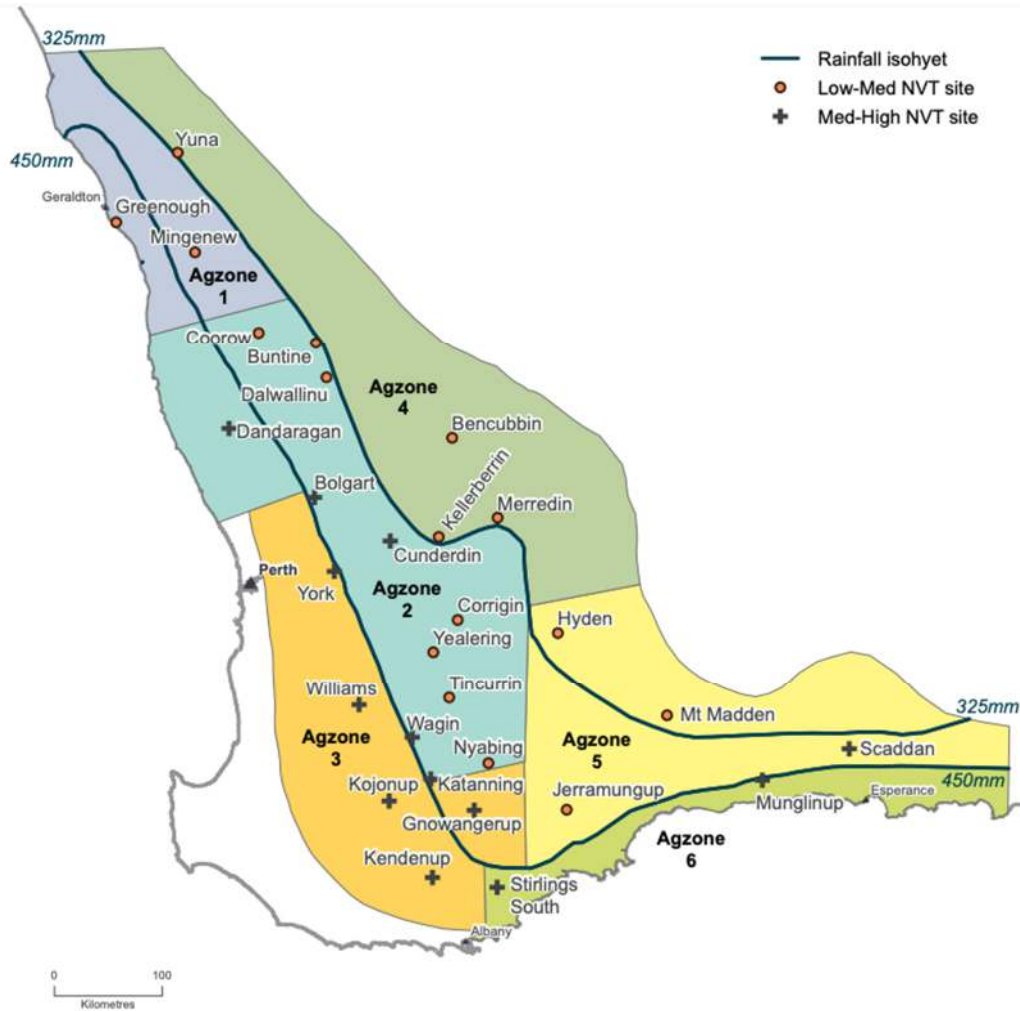 325mm
Rainfall isohyet
Low-Med NVT site
Med-High NVT site
Yuna
450mm
Geraldton
Greenough
Mingenew
Agzone
1
Coorow
Buntine
Agzone
4
Dalwallinu
Bencubbin
Dandaragan
Bolgart
Kellerberrin
Merredin
Cunderdin
Perth
York
Agzone
2
Corrigin
Hyden
Yealering
Williams
Tincurrin
325mm
Mt Madden
Wagin
Agzone
3
Nyabing
Agzone
5
Scaddan
Kojonup
Katanning
Jerramungup
Munglinup
Esperance
450mm
Gnowangerup
Agzone
6
Kendenup
Stirlings
South
Albany
0
100
Kilometres